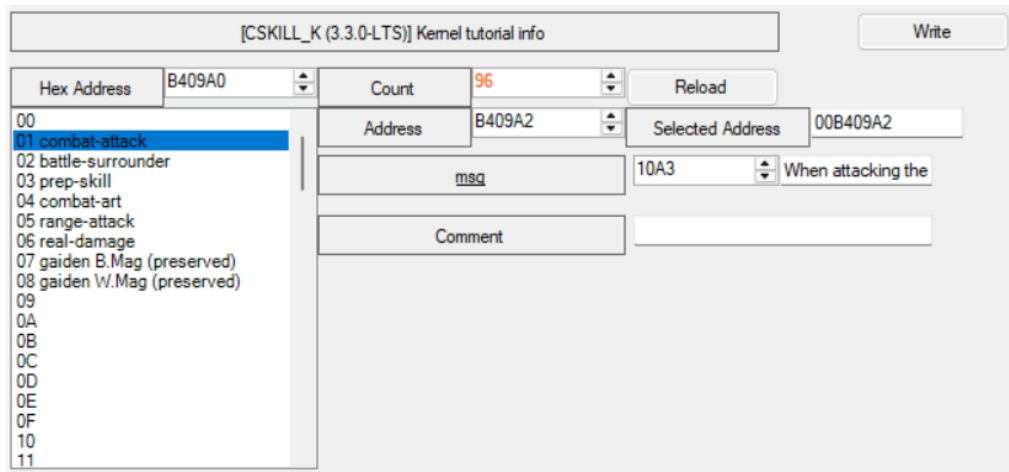 [CSKILL_K (3.3.0-LTS)] Kernel tutorial info
Write
Hex Address
B409A0
Count
96
Reload
Address
B409A2
Selected Address
00B409A2
msg
10A3
When attacking the
Comment
00
01 combat-attack
02 battle-surrounder
03 prep-skill
04 combat-art
05 range-attack
06 real-damage
07 gaiden B.Mag (preserved)
08 gaiden W.Mag (preserved)
09
0A
0B
0C
0D
0E
0F
10
11